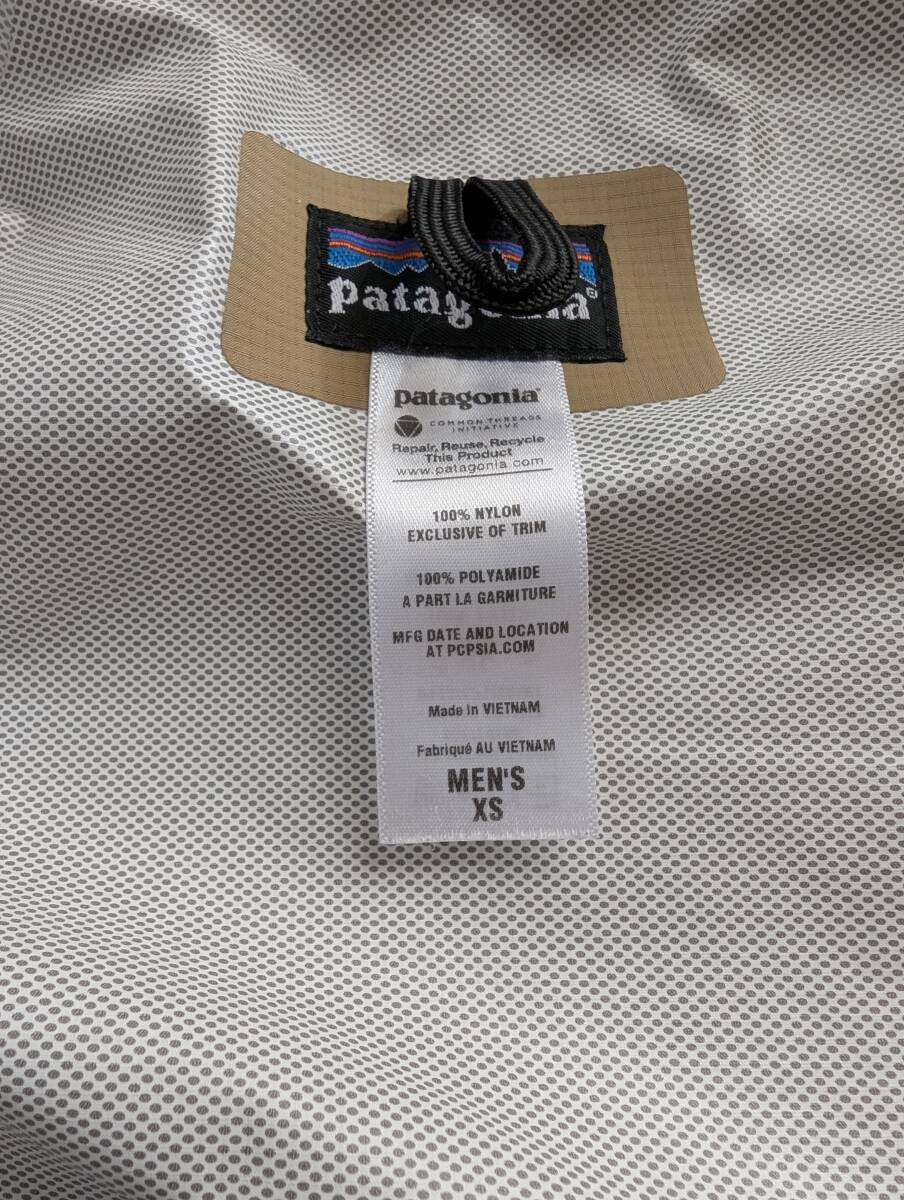 patagonia®
patagonia
COMMON THREADS
INITIATIVE
Repair, Reuse, Recycle
This Product
www.patagonia.com
100% NYLON
EXCLUSIVE OF TRIM
100% POLYAMIDE
A PART LA GARNITURE
MFG DATE AND LOCATION
AT PCPSIA.COM
Made in VIETNAM
Fabriqué AU VIETNAM
MEN'S
XS